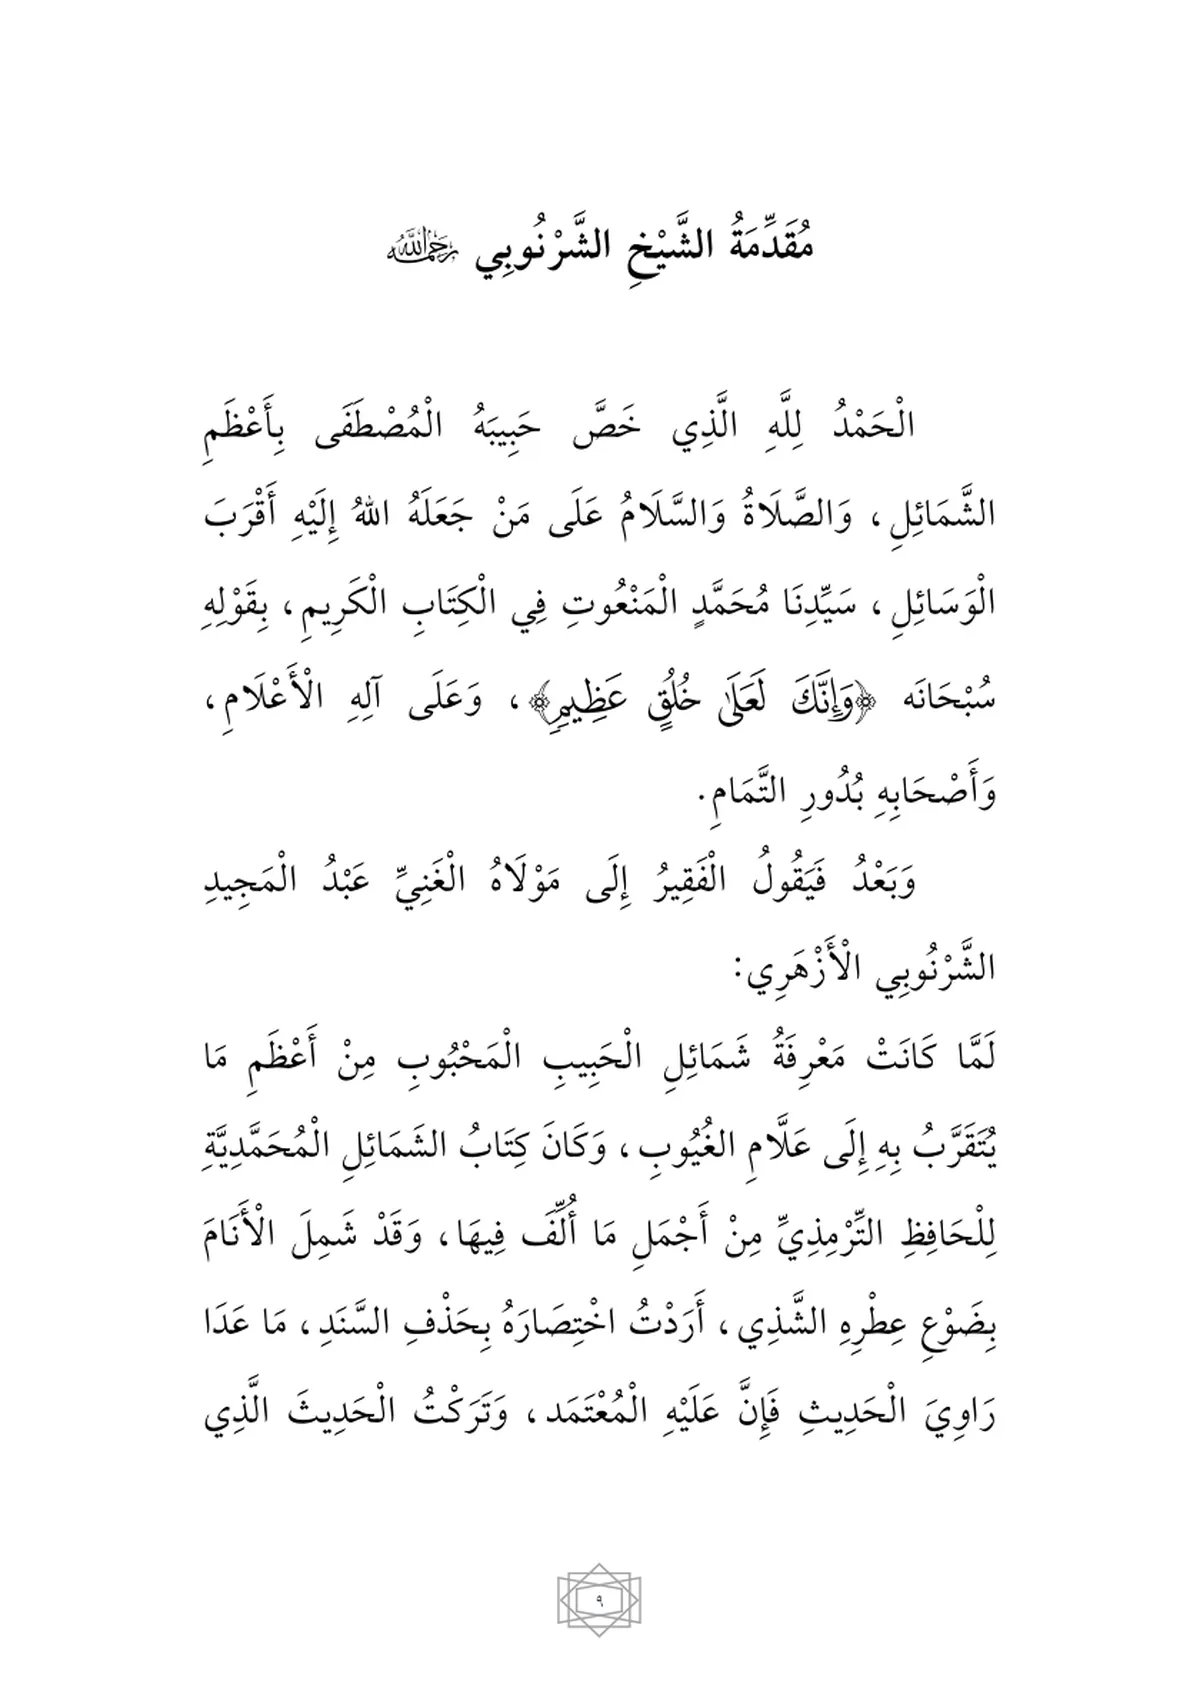 مُقَدِّمَةُ الشَّيْخِ الشَّرْنُوبِي رَحِمَهُ اللهُ
الْحَمْدُ لِلَّهِ الَّذِي خَصَّ حَبِيبَهُ الْمُصْطَفَى بِأَعْظَمِ
الشَّمَائِلِ، وَالصَّلَاةُ وَالسَّلَامُ عَلَى مَنْ جَعَلَهُ اللهُ إِلَيْهِ أَقْرَبَ
الْوَسَائِلِ، سَيِّدِنَا مُحَمَّدٍ الْمَنْعُوتِ فِي الْكِتَابِ الْكَرِيمِ، بِقَوْلِهِ
سُبْحَانَه ﴿وَإِنَّكَ لَعَلَىٰ خُلُقٍ عَظِيمٍ﴾، وَعَلَى آلِهِ الْأَعْلَامِ،
وَأَصْحَابِهِ بُدُورِ التَّمَامِ.
وَبَعْدُ فَيَقُولُ الْفَقِيرُ إِلَى مَوْلَاهُ الْغَنِيِّ عَبْدُ الْمَجِيدِ
الشَّرْنُوبِي الْأَزْهَرِي:
لَمَّا كَانَتْ مَعْرِفَةُ شَمَائِلِ الْحَبِيبِ الْمَحْبُوبِ مِنْ أَعْظَمِ مَا
يُتَقَرَّبُ بِهِ إِلَى عَلَّامِ الغُيُوبِ، وَكَانَ كِتَابُ الشَمَائِلِ الْمُحَمَّدِيَّةِ
لِلْحَافِظِ التِّرْمِذِيِّ مِنْ أَجْمَلِ مَا أُلِّفَ فِيهَا، وَقَدْ شَمِلَ الْأَنَامَ
بِضَوْعِ عِطْرِهِ الشَّذِي، أَرَدْتُ اخْتِصَارَهُ بِحَذْفِ السَّنَدِ، مَا عَدَا
رَاوِيَ الْحَدِيثِ فَإِنَّ عَلَيْهِ الْمُعْتَمَد، وَتَرَكْتُ الْحَدِيثَ الَّذِي
٩